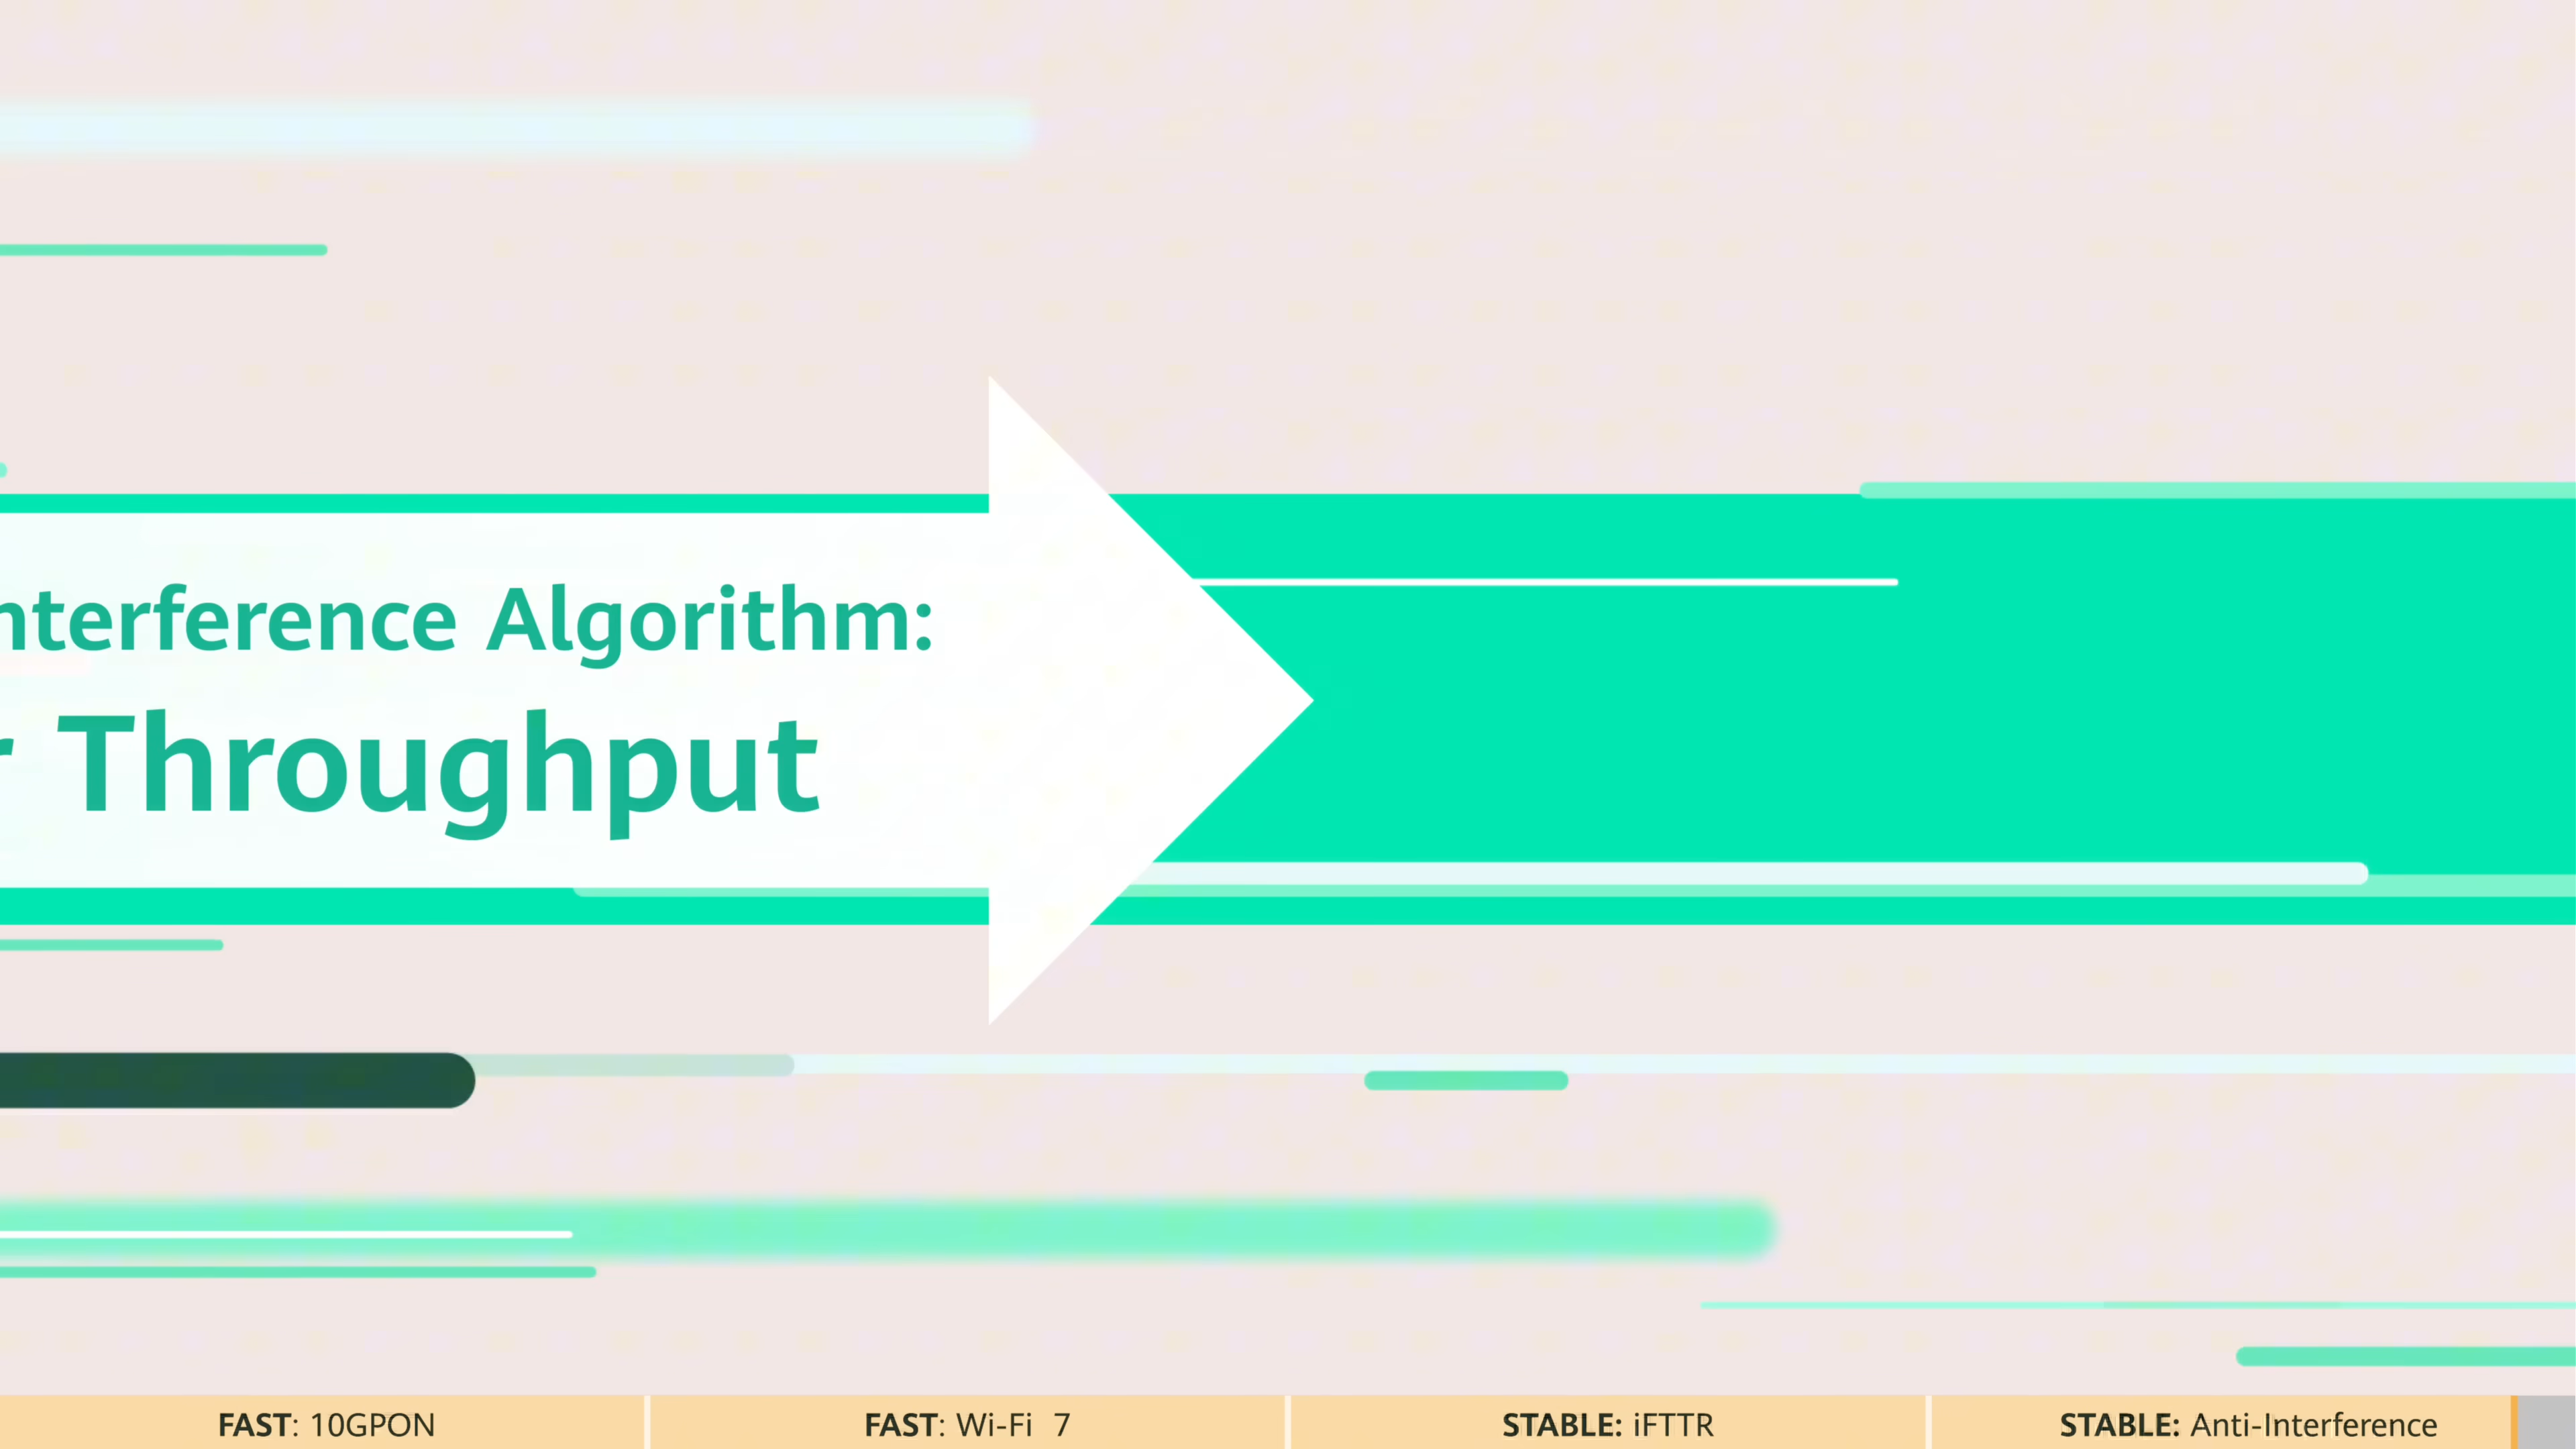 nterference Algorithm:
r Throughput
FAST: 10GPON
FAST: Wi-Fi 7
STABLE: iFTTR
STABLE: Anti-Interference